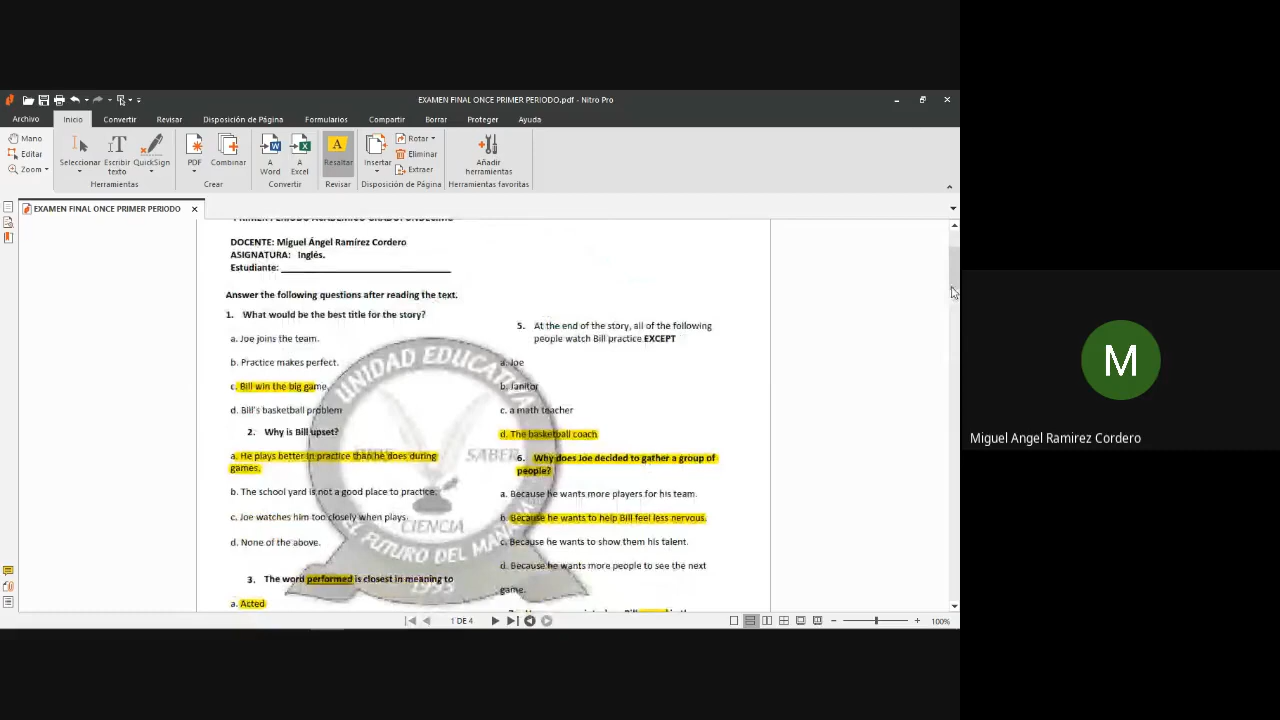 EXAMEN FINAL ONCE PRIMER PERIODO.pdf - Nitro Pro
Archivo Inicio Convertir Revisar Disposición de Página Formularios Compartir Borrar Proteger Ayuda
Mano
Editar
Zoom
Seleccionar
Escribir texto
QuickSign
Herramientas
PDF
Combinar
Crear
A Word
A Excel
Convertir
Resaltar
Revisar
Insertar
Rotar
Eliminar
Extraer
Disposición de Página
Añadir herramientas
Herramientas favoritas
EXAMEN FINAL ONCE PRIMER PERIODO
DOCENTE: Miguel Ángel Ramírez Cordero
ASIGNATURA: Inglés.
Estudiante:
Answer the following questions after reading the text.
1. What would be the best title for the story?
a. Joe joins the team.
b. Practice makes perfect.
c. Bill win the big game.
d. Bill's basketball problem
2. Why is Bill upset?
a. He plays better in practice than he does during
games.
b. The school yard is not a good place to practice.
c. Joe watches him too closely when plays.
d. None of the above.
3. The word performed is closest in meaning to
a. Acted
5. At the end of the story, all of the following
people watch Bill practice EXCEPT
a. Joe
b. Janitor
c. a math teacher
d. The basketball coach
6. Why does Joe decided to gather a group of
people?
a. Because he wants more players for his team.
b. Because he wants to help Bill feel less nervous.
c. Because he wants to show them his talent.
d. Because he wants more people to see the next
game.
UNIDAD EDUCATIVA
SABER
CIENCIA
1995
1 DE 4
100%
M
Miguel Angel Ramirez Cordero